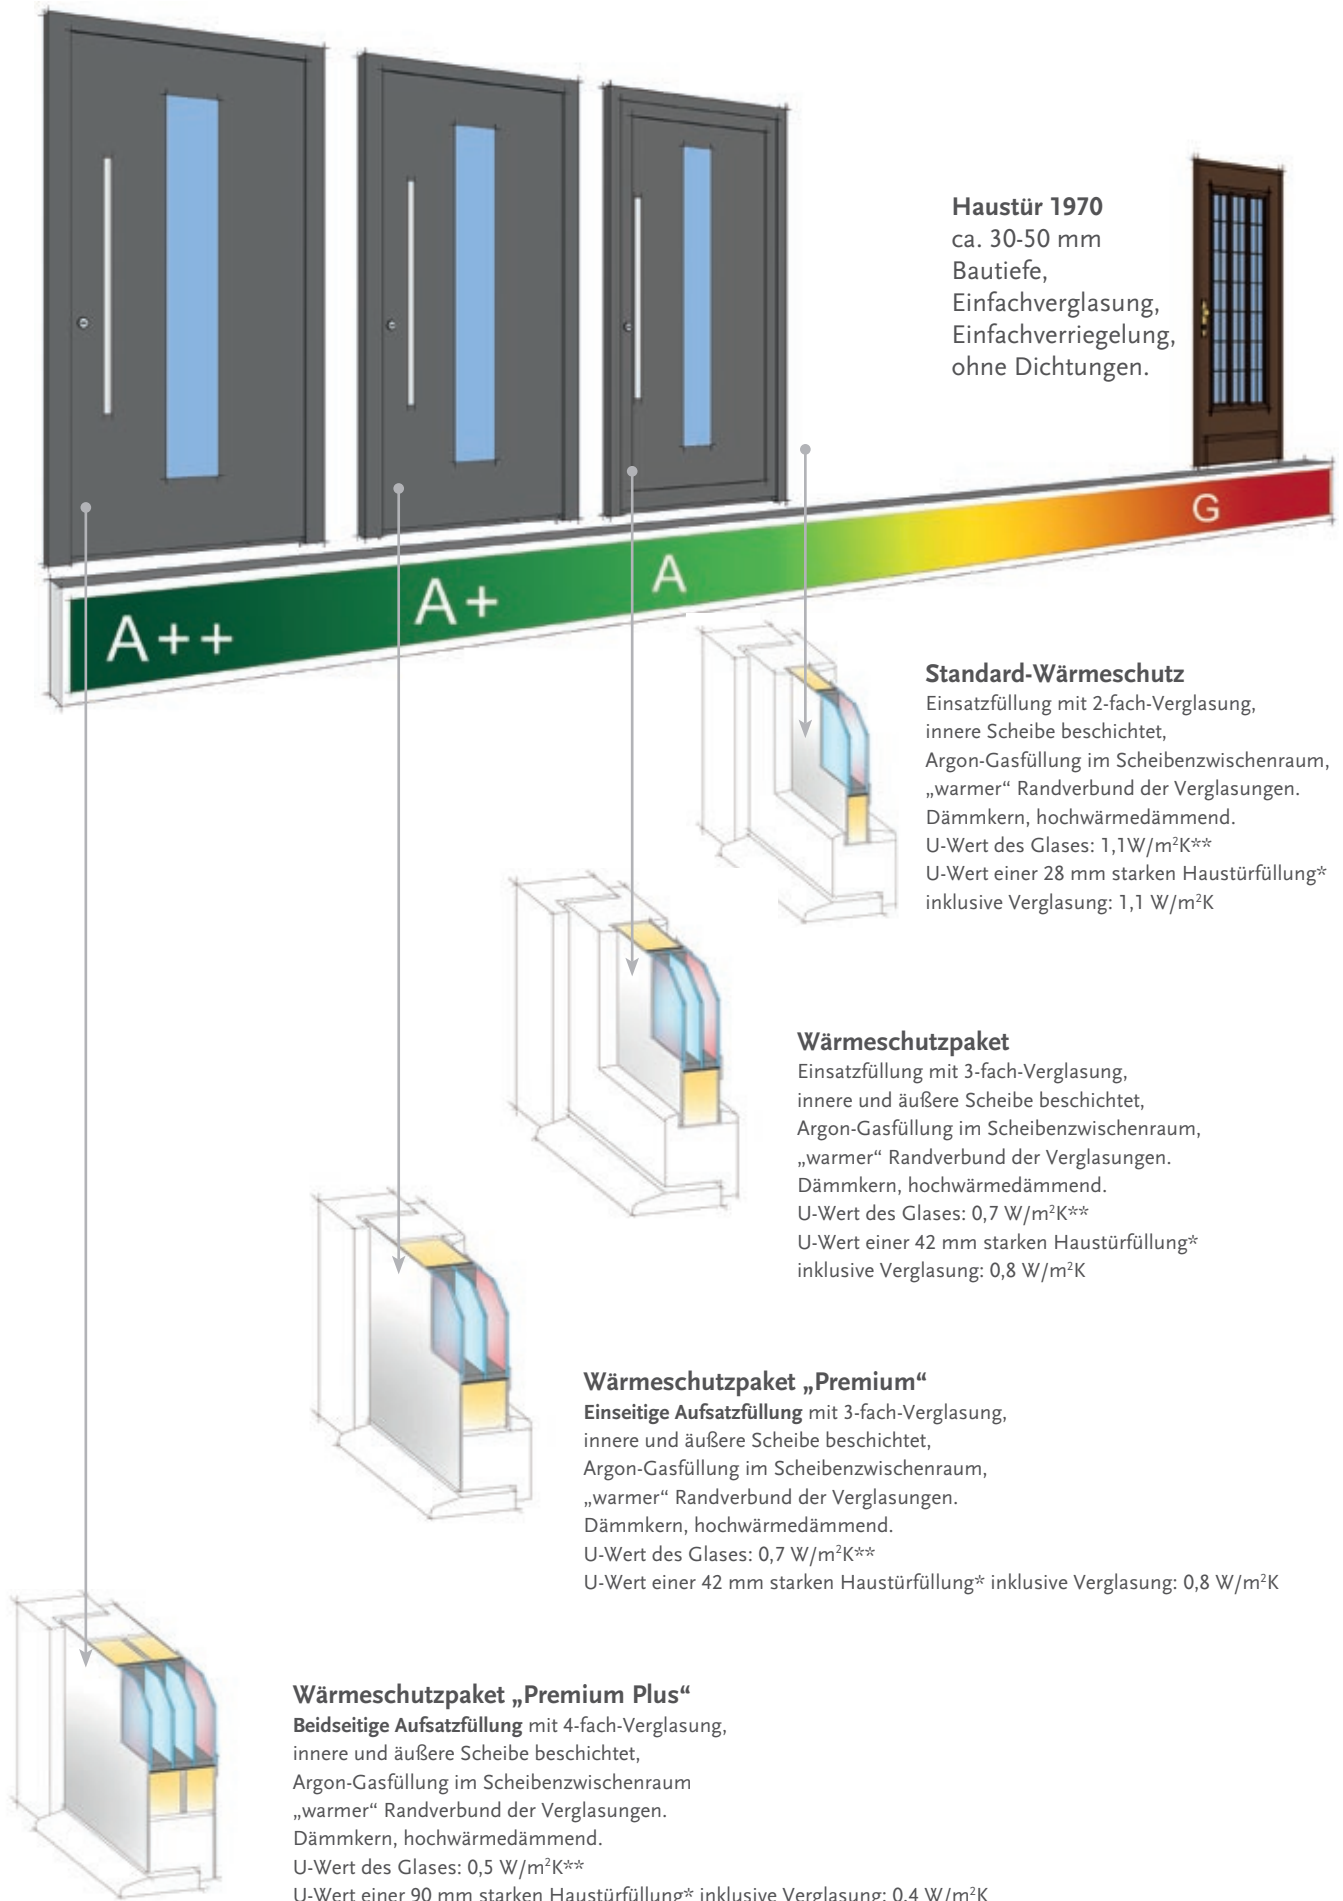 Haustür 1970
ca. 30-50 mm
Bautiefe,
Einfachverglasung,
Einfachverriegelung,
ohne Dichtungen.
G
A
A+
A++
Standard-Wärmeschutz
Einsatzfüllung mit 2-fach-Verglasung,
innere Scheibe beschichtet,
Argon-Gasfüllung im Scheibenzwischenraum,
„warmer“ Randverbund der Verglasungen.
Dämmkern, hochwärmedämmend.
U-Wert des Glases: 1,1W/m²K**
U-Wert einer 28 mm starken Haustürfüllung*
inklusive Verglasung: 1,1 W/m²K
Wärmeschutzpaket
Einsatzfüllung mit 3-fach-Verglasung,
innere und äußere Scheibe beschichtet,
Argon-Gasfüllung im Scheibenzwischenraum,
„warmer“ Randverbund der Verglasungen.
Dämmkern, hochwärmedämmend.
U-Wert des Glases: 0,7 W/m²K**
U-Wert einer 42 mm starken Haustürfüllung*
inklusive Verglasung: 0,8 W/m²K
Wärmeschutzpaket „Premium“
Einseitige Aufsatzfüllung mit 3-fach-Verglasung,
innere und äußere Scheibe beschichtet,
Argon-Gasfüllung im Scheibenzwischenraum,
„warmer“ Randverbund der Verglasungen.
Dämmkern, hochwärmedämmend.
U-Wert des Glases: 0,7 W/m²K**
U-Wert einer 42 mm starken Haustürfüllung* inklusive Verglasung: 0,8 W/m²K
Wärmeschutzpaket „Premium Plus“
Beidseitige Aufsatzfüllung mit 4-fach-Verglasung,
innere und äußere Scheibe beschichtet,
Argon-Gasfüllung im Scheibenzwischenraum
„warmer“ Randverbund der Verglasungen.
Dämmkern, hochwärmedämmend.
U-Wert des Glases: 0,5 W/m²K**
U-Wert einer 90 mm starken Haustürfüllung* inklusive Verglasung: 0,4 W/m²K